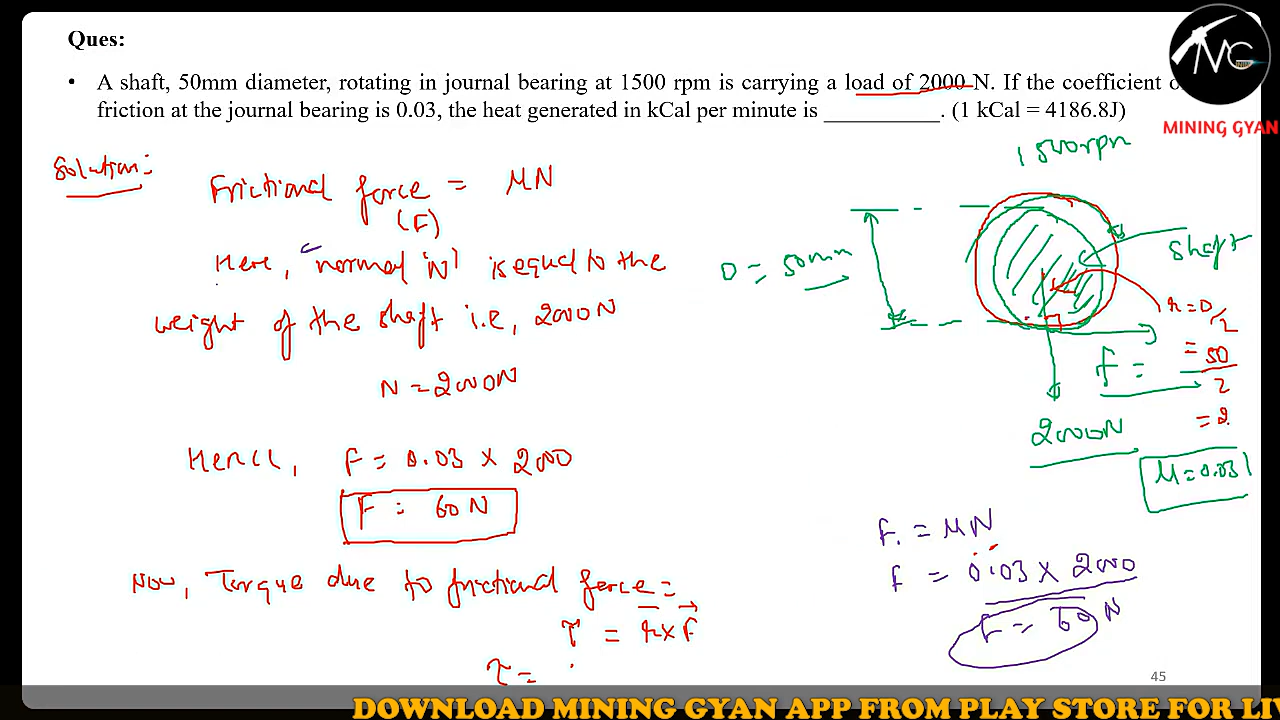 Ques:
• A shaft, 50mm diameter, rotating in journal bearing at 1500 rpm is carrying a load of 2000 N. If the coefficient
friction at the journal bearing is 0.03, the heat generated in kCal per minute is __________. (1 kCal = 4186.8J)
MG
MINING GYAN
Solution:
Frictional force = μN
(F)
Here, normal 'N' is equal to the
weight of the shaft i.e, 2000N
N = 2000N
Hence, F = 0.03 × 2000
F = 60 N
Now, Torque due to frictional force =
τ = r × F
τ =
1500rpm
D = 50mm
shaft
r = D/2
= 50/2
= 2
f =
2000N
μ = 0.03
F = μN
F = 0.03 × 2000
F = 60 N
45
DOWNLOAD MINING GYAN APP FROM PLAY STORE FOR LI